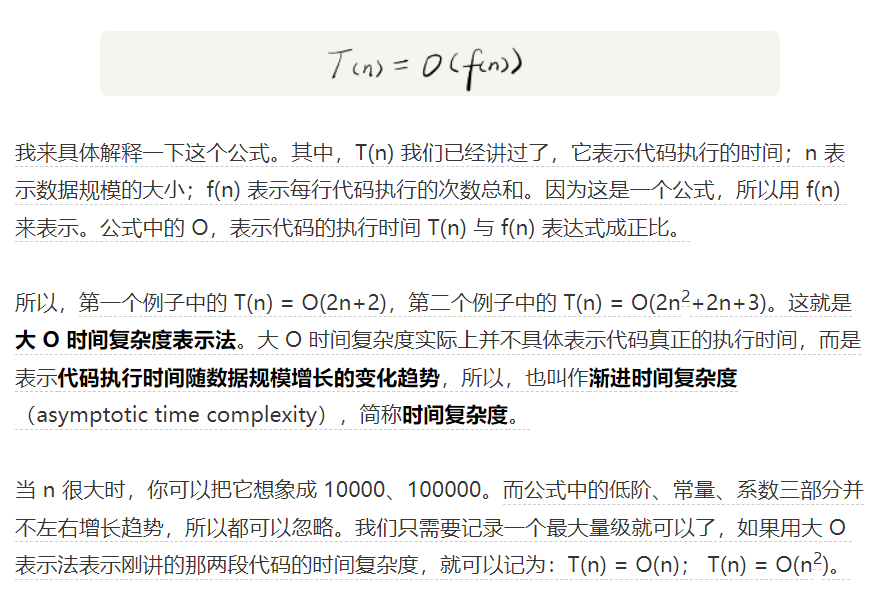 T(n) = O(f(n))
我来具体解释一下这个公式。其中，T(n) 我们已经讲过了，它表示代码执行的时间；n 表
示数据规模的大小；f(n) 表示每行代码执行的次数总和。因为这是一个公式，所以用 f(n)
来表示。公式中的 O，表示代码的执行时间 T(n) 与 f(n) 表达式成正比。
所以，第一个例子中的 T(n) = O(2n+2)，第二个例子中的 T(n) = O(2n²+2n+3)。这就是
大 O 时间复杂度表示法。大 O 时间复杂度实际上并不具体表示代码真正的执行时间，而是
表示代码执行时间随数据规模增长的变化趋势，所以，也叫作渐进时间复杂度
（asymptotic time complexity），简称时间复杂度。
当 n 很大时，你可以把它想象成 10000、100000。而公式中的低阶、常量、系数三部分并
不左右增长趋势，所以都可以忽略。我们只需要记录一个最大量级就可以了，如果用大 O
表示法表示刚讲的那两段代码的时间复杂度，就可以记为：T(n) = O(n)； T(n) = O(n²)。